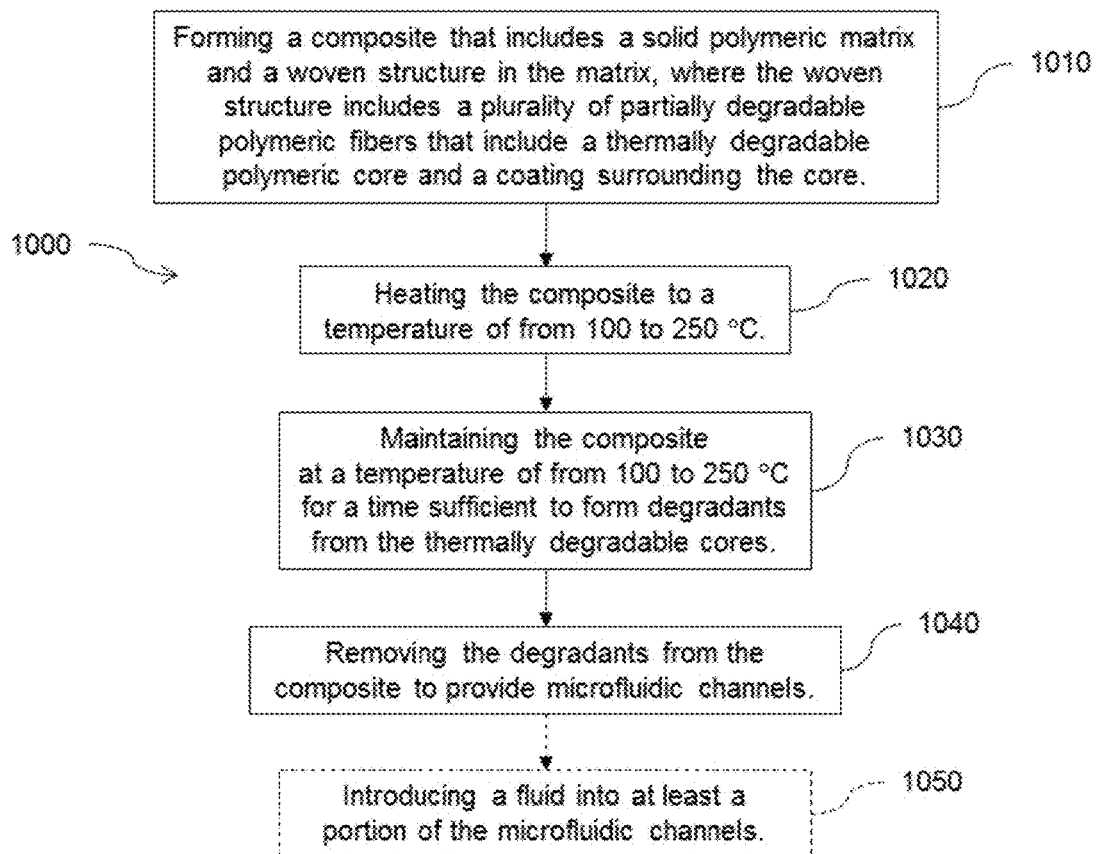 Forming a composite that includes a solid polymeric matrix
and a woven structure in the matrix, where the woven
structure includes a plurality of partially degradable
polymeric fibers that include a thermally degradable
polymeric core and a coating surrounding the core.
1010
1000
Heating the composite to a
temperature of from 100 to 250 °C.
1020
Maintaining the composite
at a temperature of from 100 to 250 °C
for a time sufficient to form degradants
from the thermally degradable cores.
1030
Removing the degradants from the
composite to provide microfluidic channels.
1040
Introducing a fluid into at least a
portion of the microfluidic channels.
1050